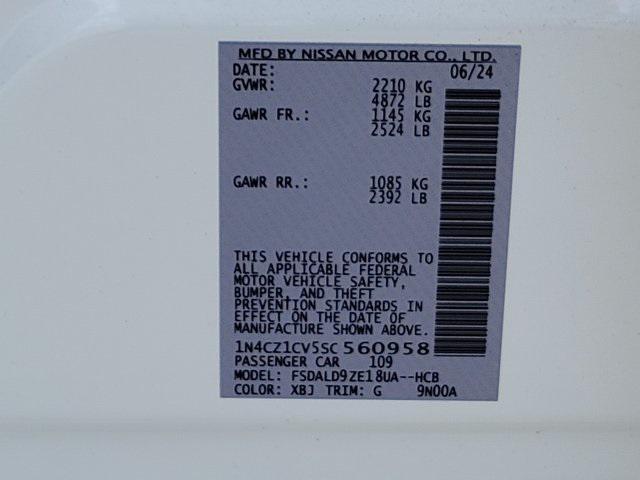 MFD BY NISSAN MOTOR CO., LTD.
DATE: 06/24
GVWR: 2210 KG
4872 LB
GAWR FR.: 1145 KG
2524 LB
GAWR RR.: 1085 KG
2392 LB
THIS VEHICLE CONFORMS TO
ALL APPLICABLE FEDERAL
MOTOR VEHICLE SAFETY,
BUMPER, AND THEFT
PREVENTION STANDARDS IN
EFFECT ON THE DATE OF
MANUFACTURE SHOWN ABOVE.
1N4CZ1CV5SC560958
PASSENGER CAR 109
MODEL: FSDALD9ZE18UA--HCB
COLOR: XBJ TRIM: G 9N00A